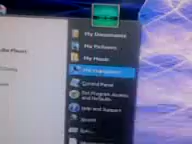 My Documents
My Pictures
My Music
My Computer
Control Panel
Set Program Access
and Defaults
Help and Support
Search
Run...